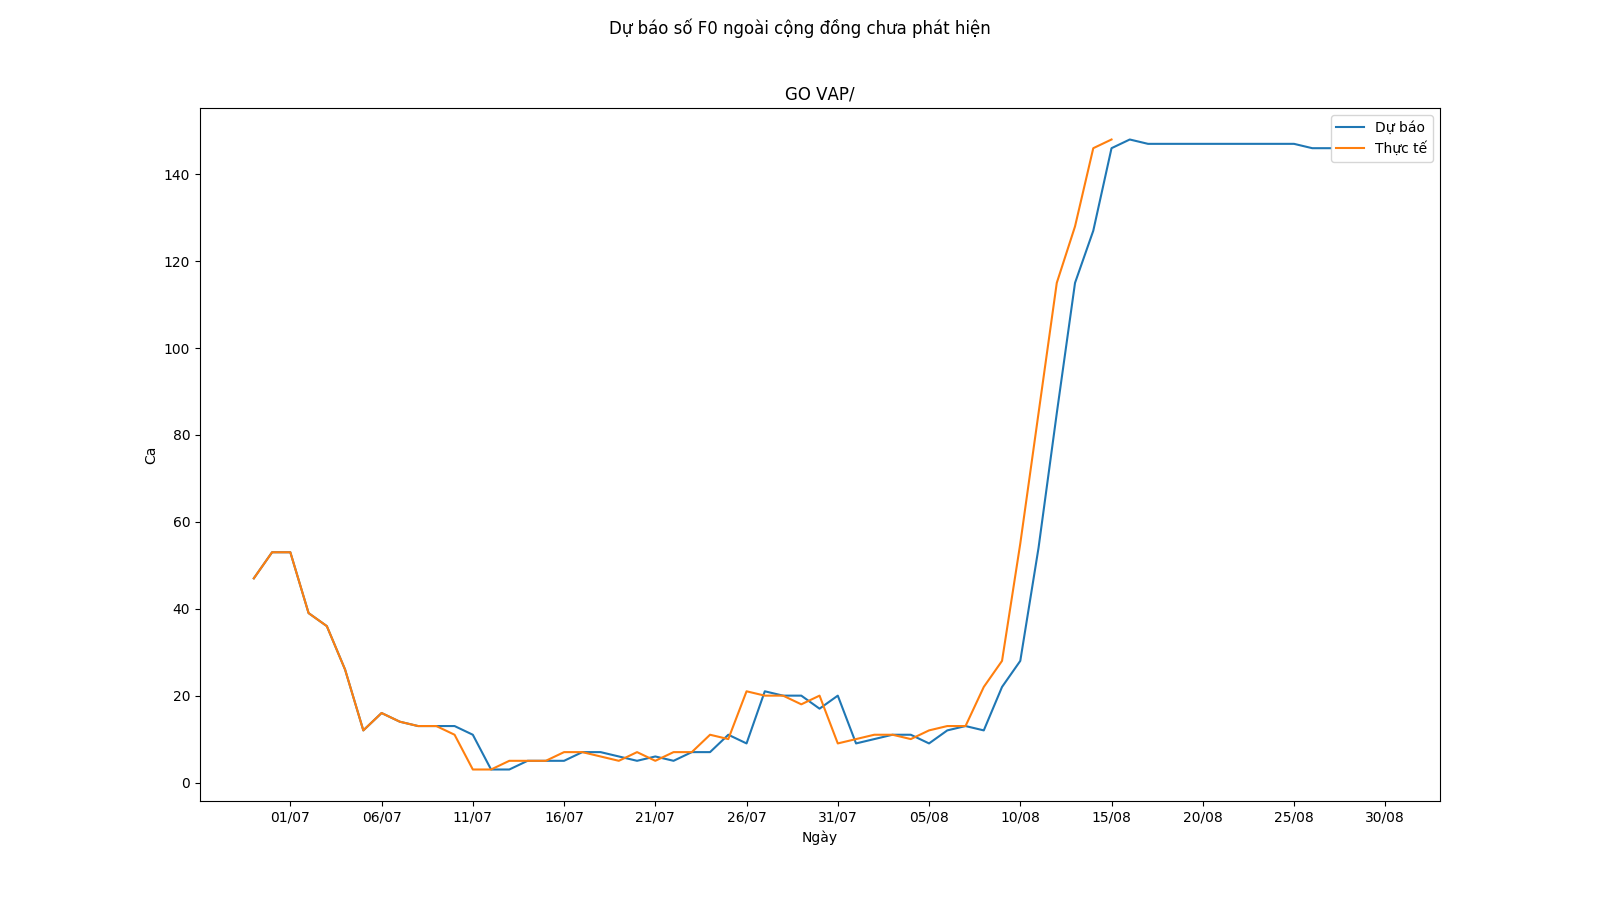 Dự báo số F0 ngoài cộng đồng chưa phát hiện
GO VAP/
Dự báo
Thực tế
140
120
100
80
60
40
20
0
Ca
01/07 06/07 11/07 16/07 21/07 26/07 31/07 05/08 10/08 15/08 20/08 25/08 30/08
Ngày